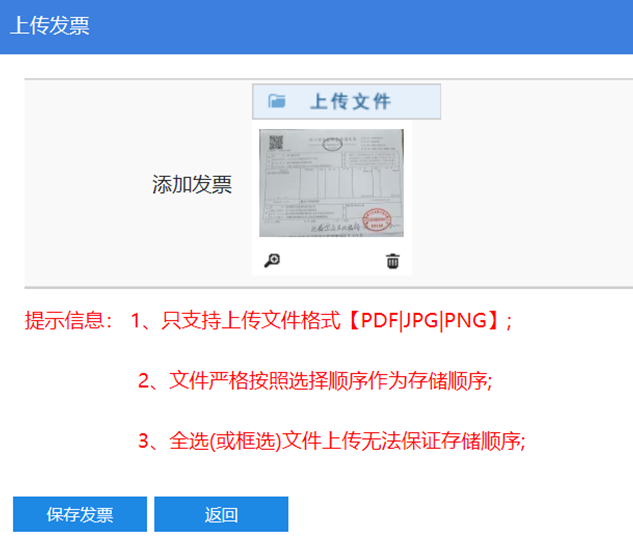 上传发票
上传文件
添加发票
提示信息： 1、只支持上传文件格式【PDF|JPG|PNG】;
2、文件严格按照选择顺序作为存储顺序;
3、全选(或框选)文件上传无法保证存储顺序;
保存发票 返回